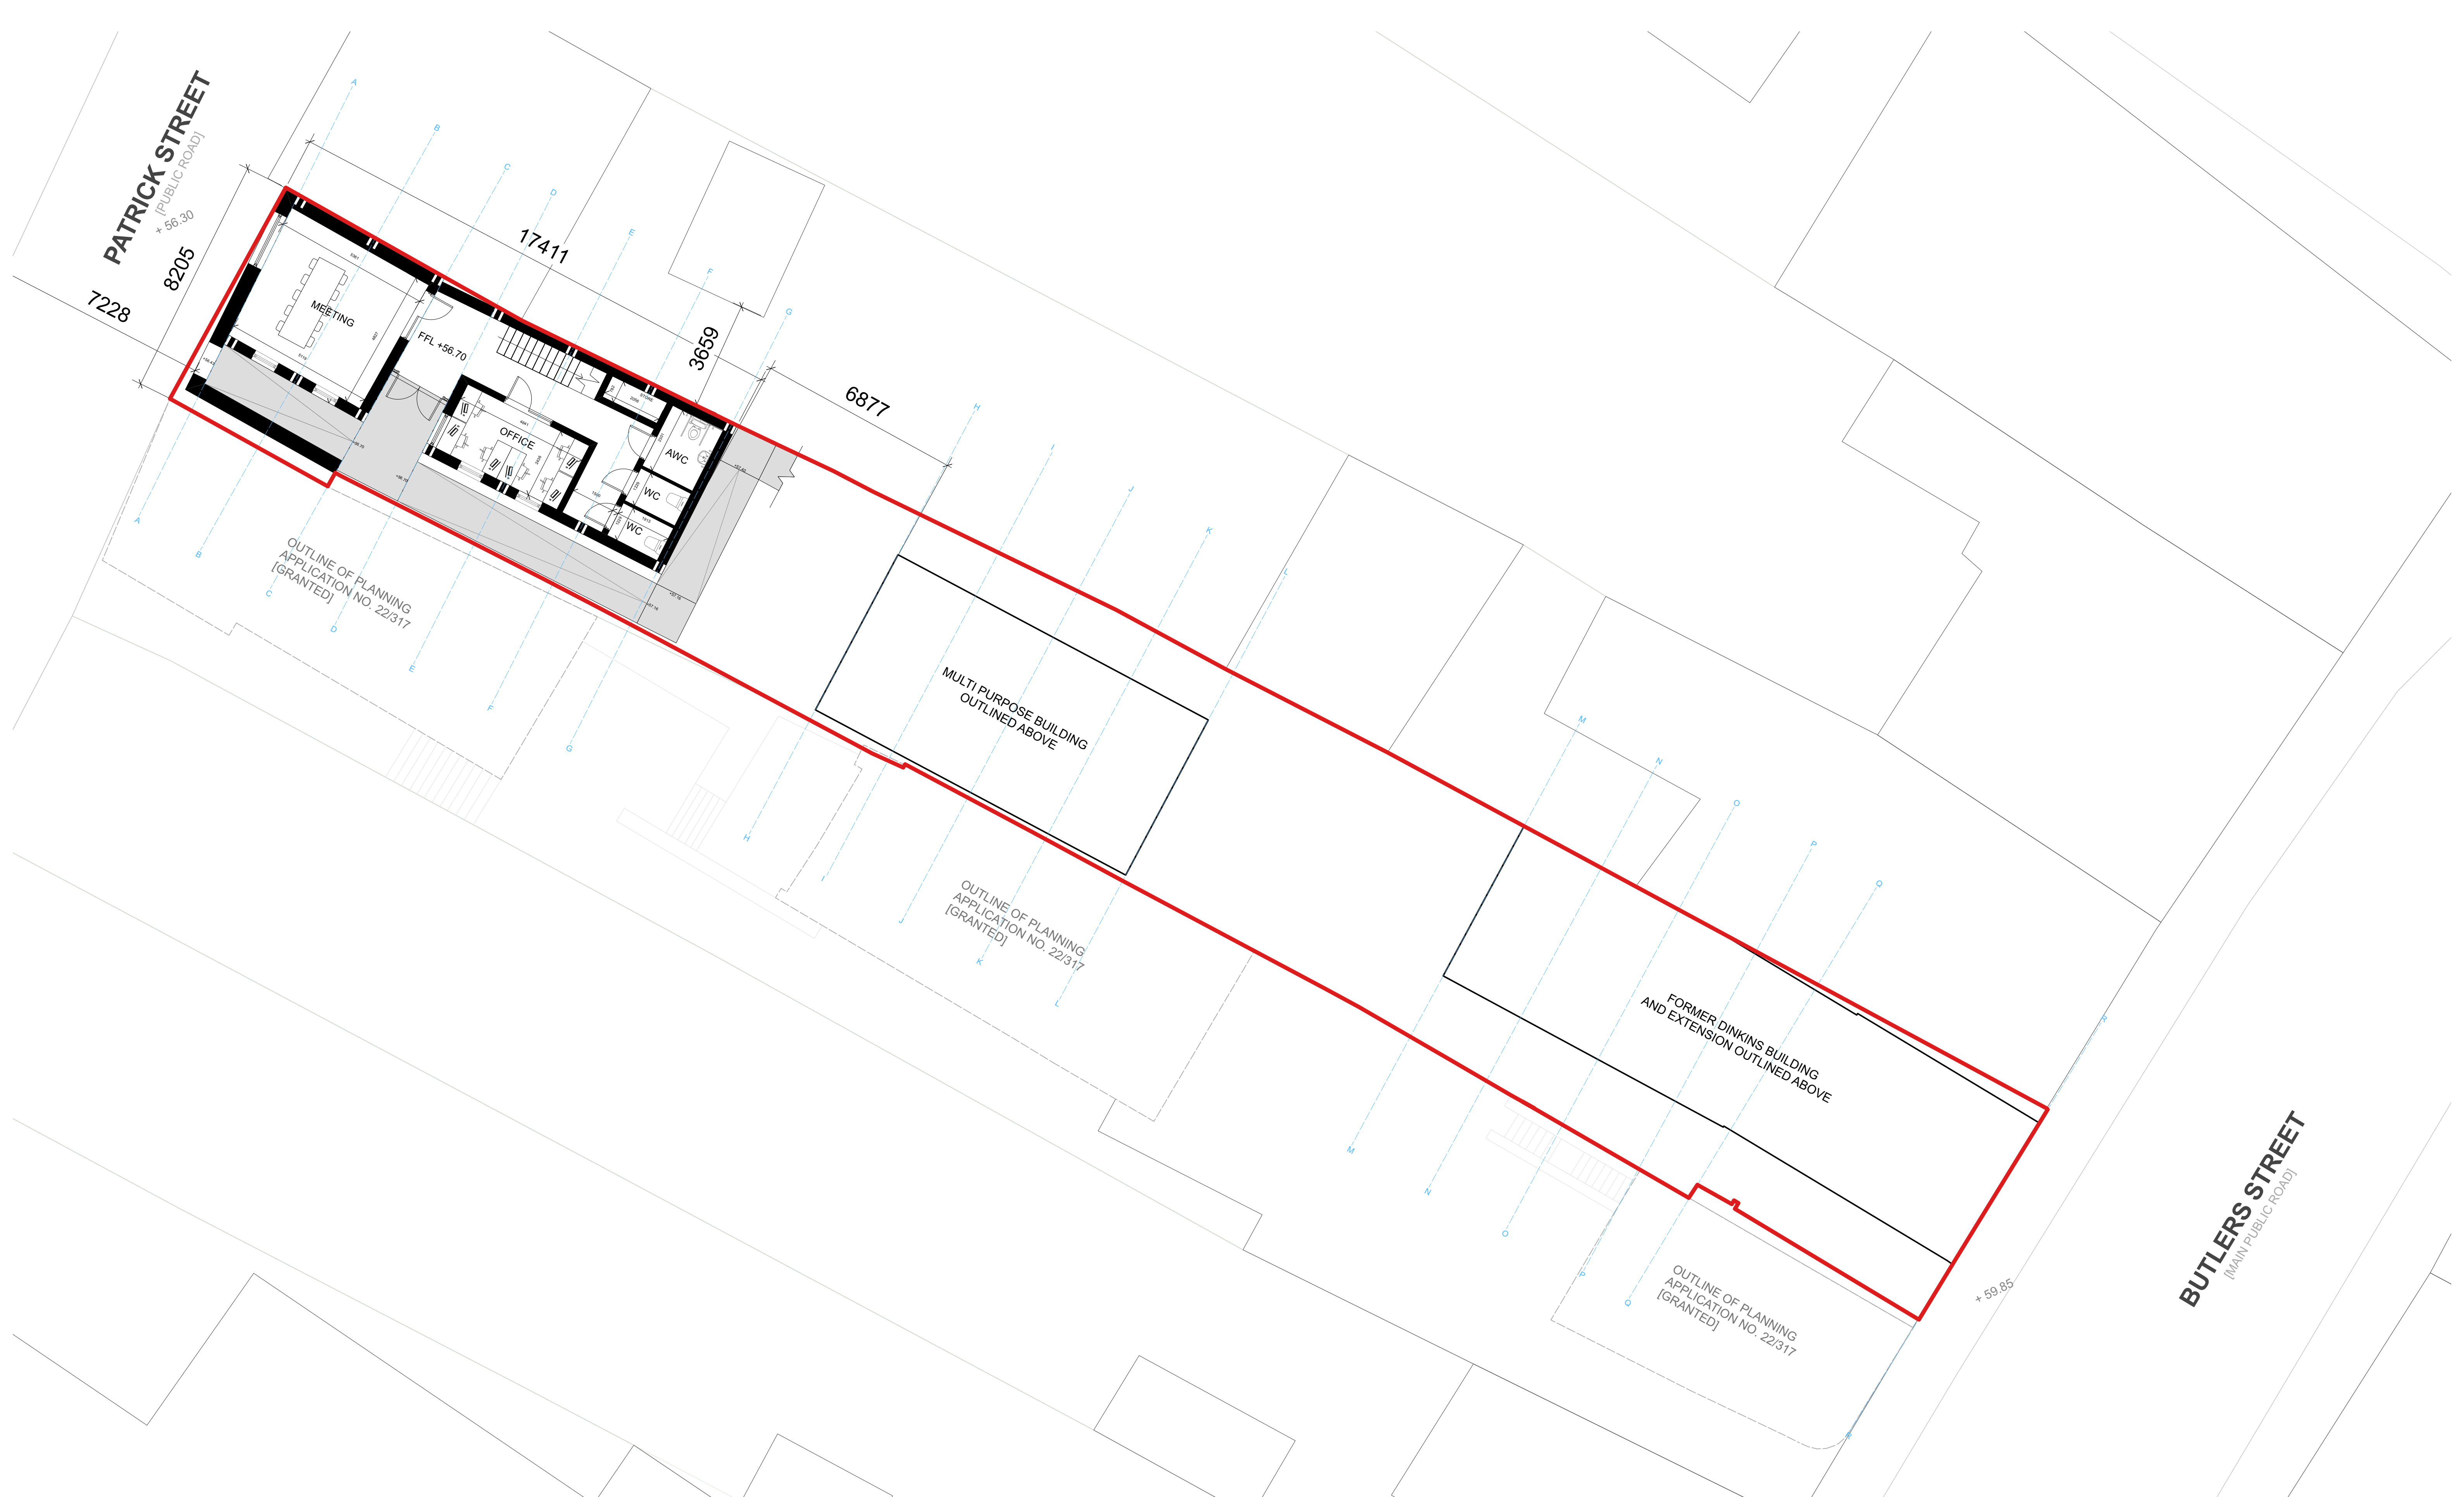 PATRICK STREET
[PUBLIC ROAD]
+ 56.30
8205
7228
17411
3659
6877
A
B
C
D
E
F
G
H
I
J
K
L
M
N
O
P
Q
R
MEETING
FFL +56.70
OFFICE
STORE
AWC
WC
WC
A
B
C
D
E
F
G
H
I
J
K
L
M
N
O
P
Q
R
OUTLINE OF PLANNING
APPLICATION NO. 22/317
[GRANTED]
MULTI PURPOSE BUILDING
OUTLINED ABOVE
OUTLINE OF PLANNING
APPLICATION NO. 22/317
[GRANTED]
FORMER DINKINS BUILDING
AND EXTENSION OUTLINED ABOVE
OUTLINE OF PLANNING
APPLICATION NO. 22/317
[GRANTED]
+ 59.85
BUTLERS STREET
[MAIN PUBLIC ROAD]